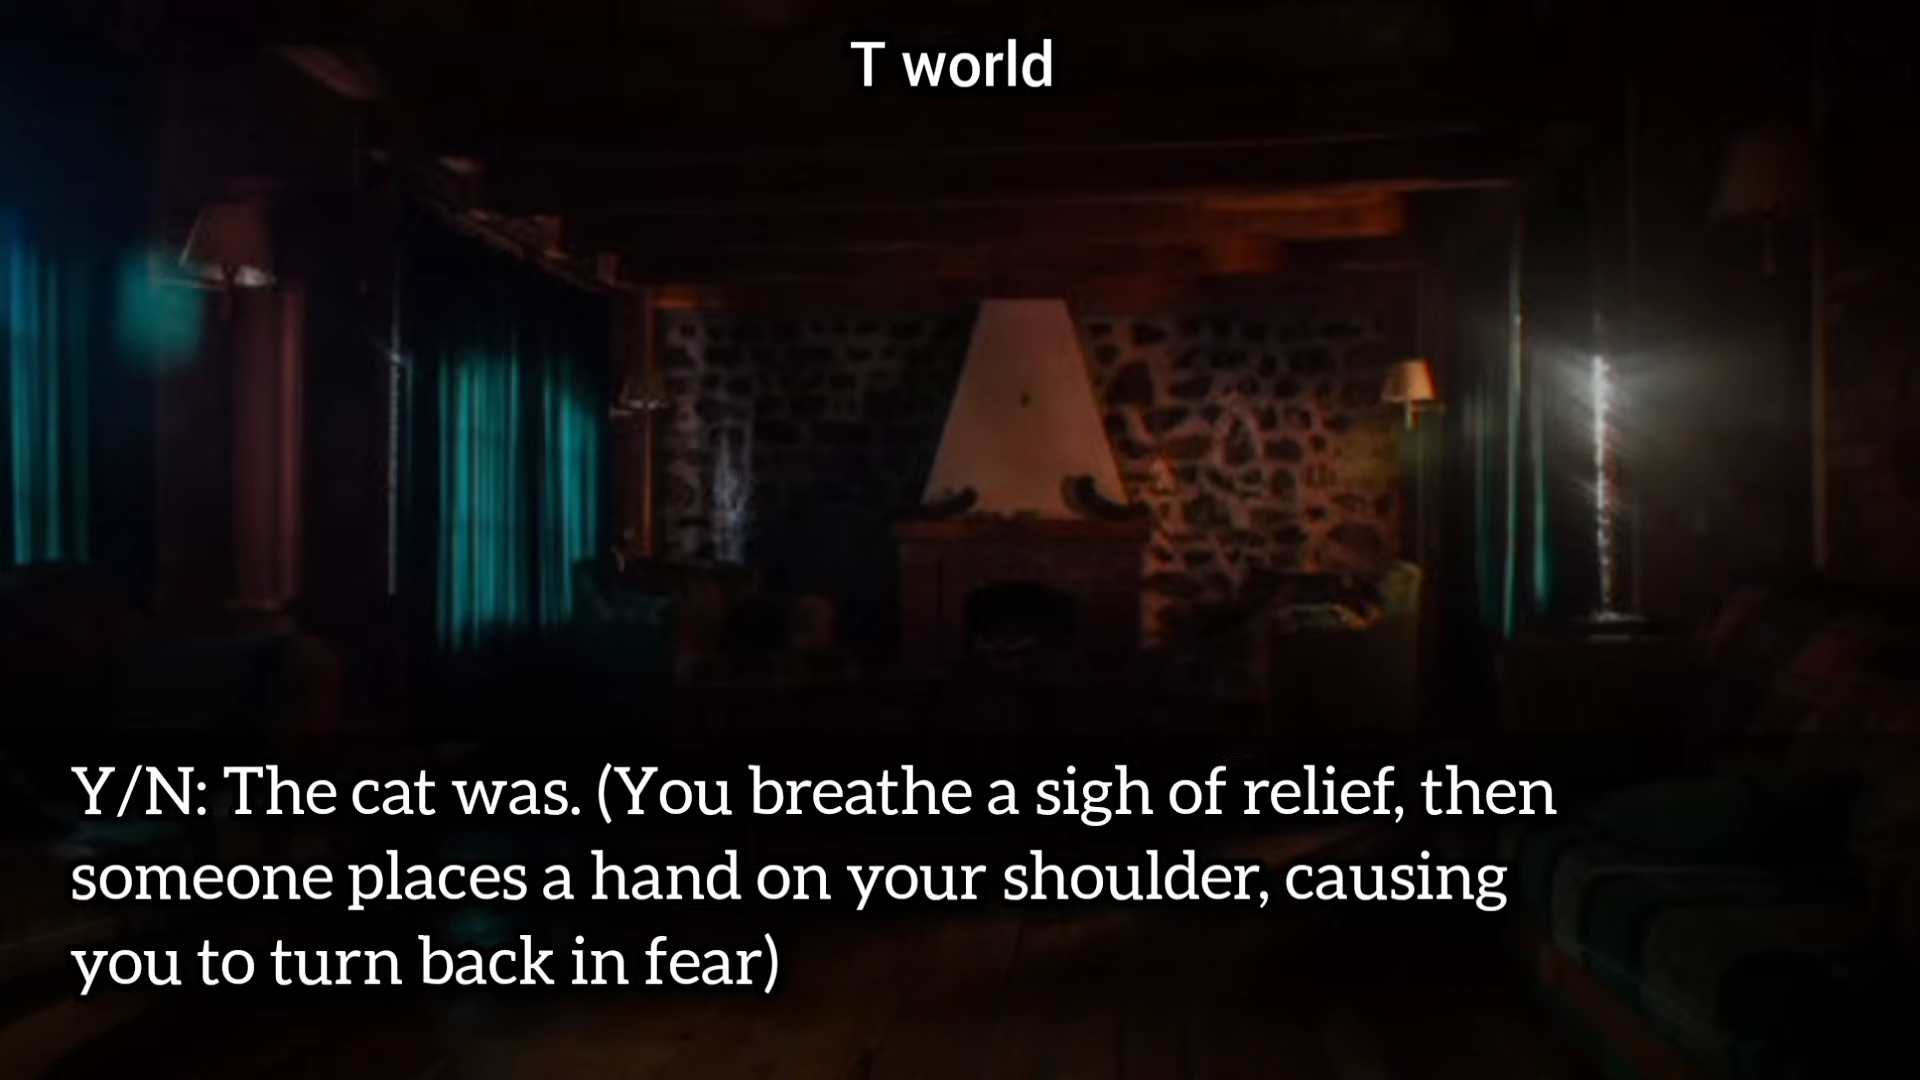 T world
Y/N: The cat was. (You breathe a sigh of relief, then
someone places a hand on your shoulder, causing
you to turn back in fear)